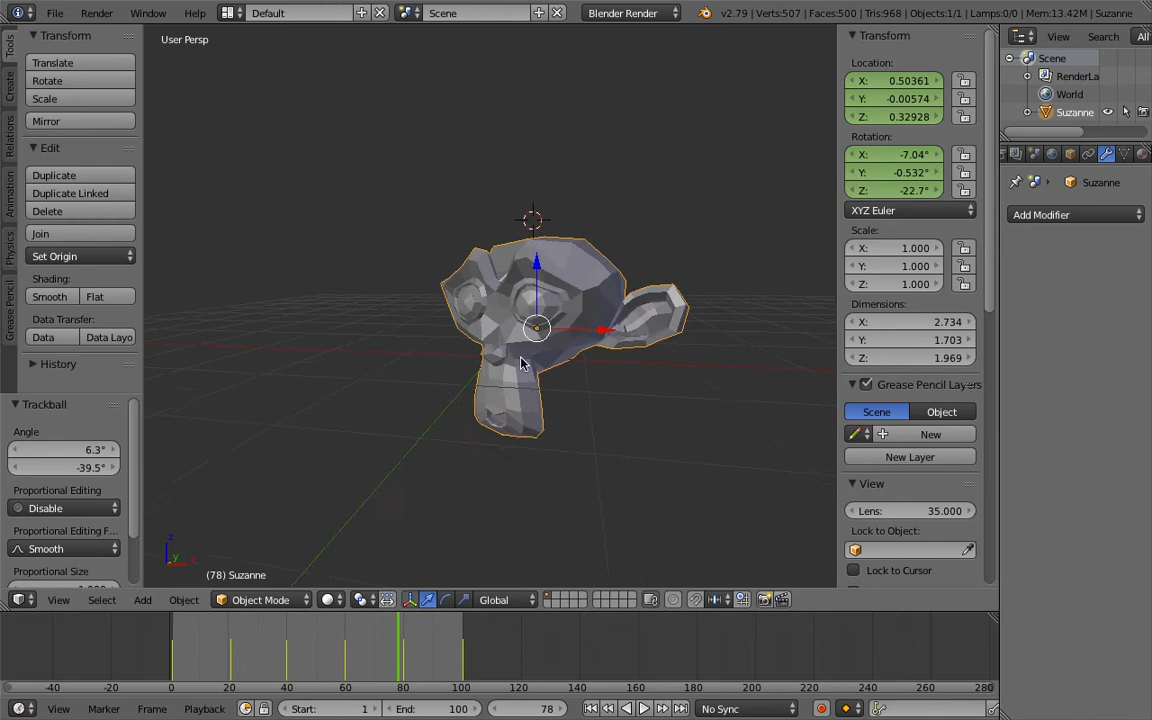 File Render Window Help Default Scene Blender Render v2.79 | Verts:507 | Faces:500 | Tris:968 | Objects:1/1 | Lamps:0/0 | Mem:13.42M | Suzanne
Tools
Create
Relations
Animation
Physics
Grease Pencil
Transform
Translate
Rotate
Scale
Mirror
Edit
Duplicate
Duplicate Linked
Delete
Join
Set Origin
Shading:
Smooth Flat
Data Transfer:
Data Data Layo
History
Trackball
Angle
6.3°
-39.5°
Proportional Editing
Disable
Proportional Editing F...
Smooth
Proportional Size
User Persp
z
y
x
(78) Suzanne
Transform
Location:
X: 0.50361
Y: -0.00574
Z: 0.32928
Rotation:
X: -7.04°
Y: -0.532°
Z: -22.7°
XYZ Euler
Scale:
X: 1.000
Y: 1.000
Z: 1.000
Dimensions:
X: 2.734
Y: 1.703
Z: 1.969
Grease Pencil Layers
Scene Object
New
New Layer
View
Lens: 35.000
Lock to Object:
Lock to Cursor
View Search All
Scene
RenderLa
World
Suzanne
Suzanne
Add Modifier
View Select Add Object Object Mode Global
-40 -20 0 20 40 60 80 100 120 140 160 180 200 220 240 260 280
View Marker Frame Playback Start: 1 End: 100 78 No Sync